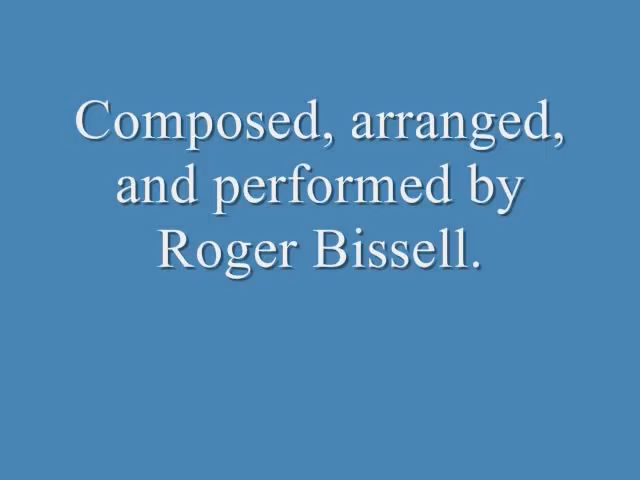 Composed, arranged,
and performed by
Roger Bissell.